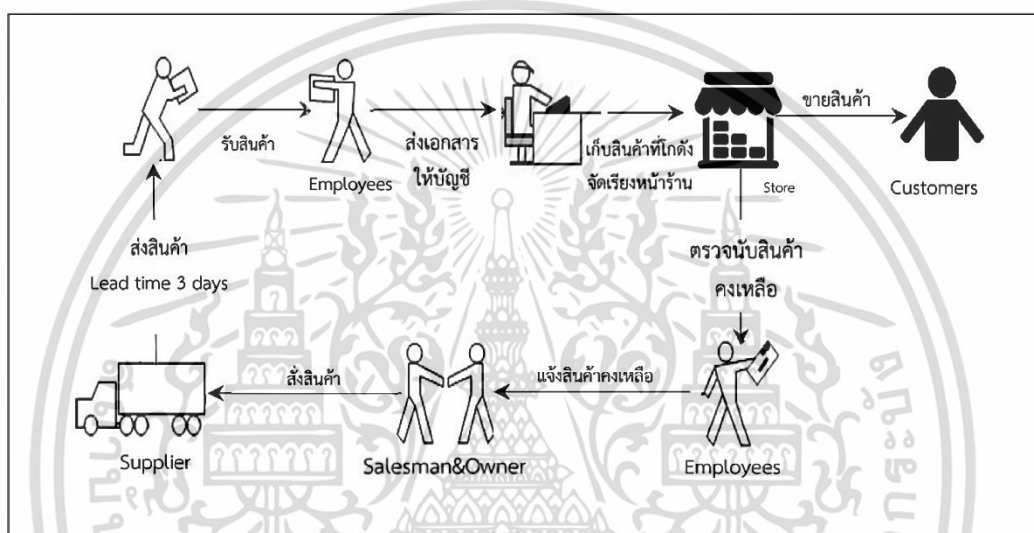 รับสินค้า
Employees
ส่งเอกสาร
ให้บัญชี
เก็บสินค้าที่โกดัง
จัดเรียงหน้าร้าน
Store
ขายสินค้า
Customers
ส่งสินค้า
Lead time 3 days
ตรวจนับสินค้า
คงเหลือ
Supplier
สั่งสินค้า
Salesman&Owner
แจ้งสินค้าคงเหลือ
Employees